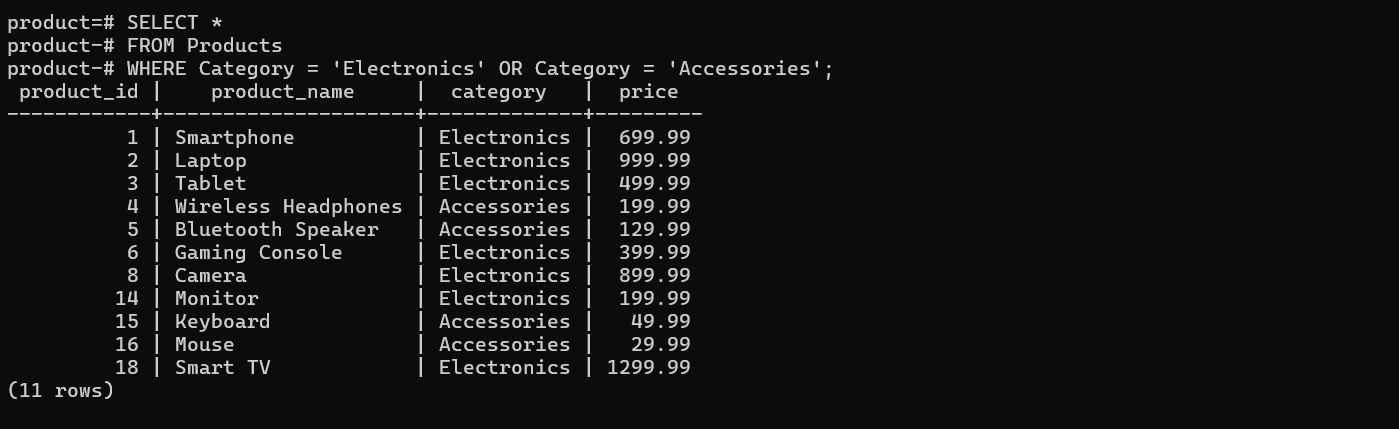 product=# SELECT *
product-# FROM Products
product-# WHERE Category = 'Electronics' OR Category = 'Accessories';
 product_id |    product_name     |  category   |  price
------------+---------------------+-------------+---------
          1 | Smartphone          | Electronics |  699.99
          2 | Laptop              | Electronics |  999.99
          3 | Tablet              | Electronics |  499.99
          4 | Wireless Headphones | Accessories |  199.99
          5 | Bluetooth Speaker   | Accessories |  129.99
          6 | Gaming Console      | Electronics |  399.99
          8 | Camera              | Electronics |  899.99
         14 | Monitor             | Electronics |  199.99
         15 | Keyboard            | Accessories |   49.99
         16 | Mouse               | Accessories |   29.99
         18 | Smart TV            | Electronics | 1299.99
(11 rows)